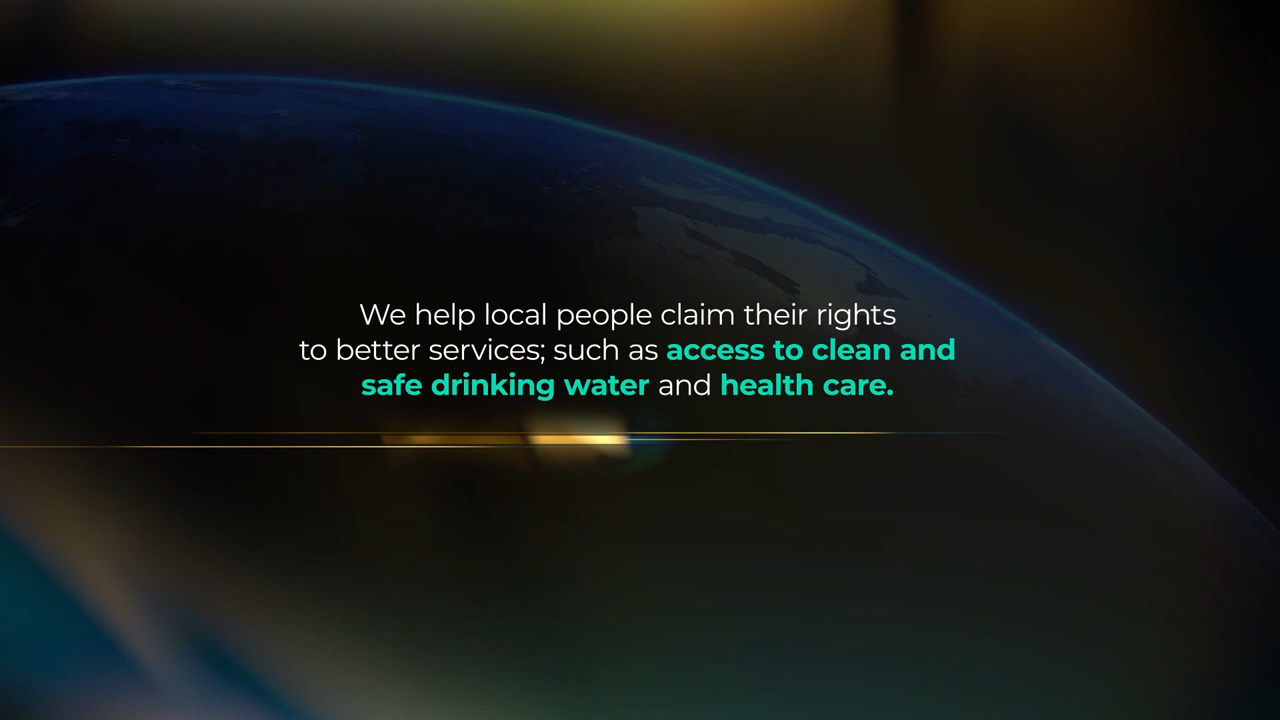 We help local people claim their rights
to better services; such as access to clean and
safe drinking water and health care.